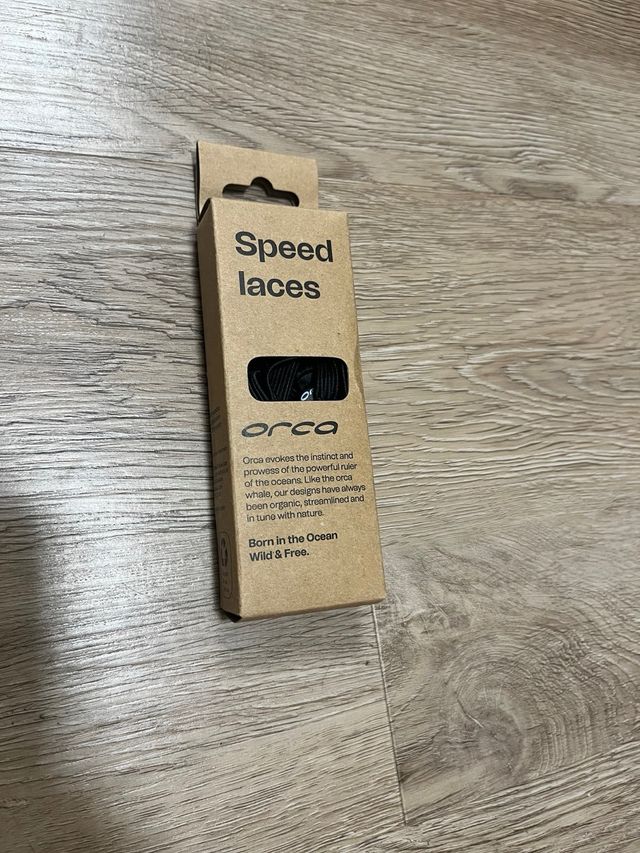 Speed
laces
orca
Orca evokes the instinct and
prowess of the powerful ruler
of the oceans. Like the orca
whale, our designs have always
been organic, streamlined and
in tune with nature.
Born in the Ocean
Wild & Free.